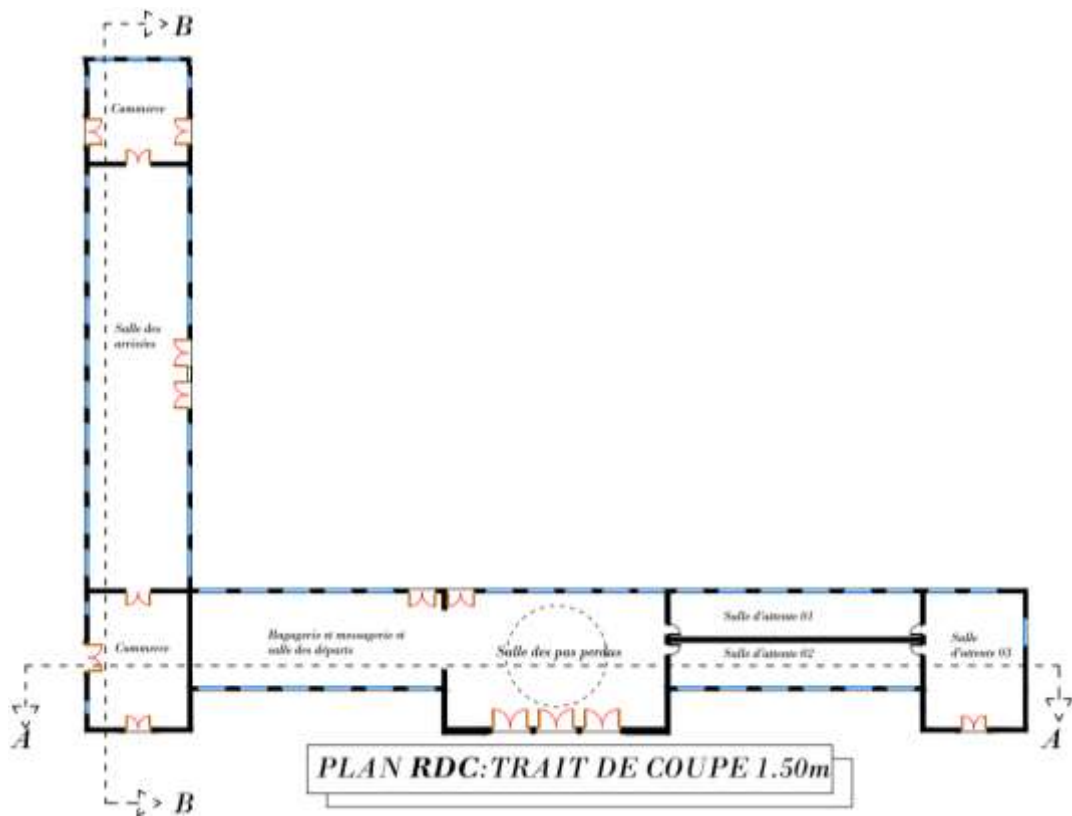 B
Commerce
Salle des
arrivées
Bagagerie et messagerie et
salle des départs
Commerce
Salle des pas perdus
Salle d'attente 01
Salle d'attente 02
Salle
d'attente 03
A
A
PLAN RDC:TRAIT DE COUPE 1.50m
B